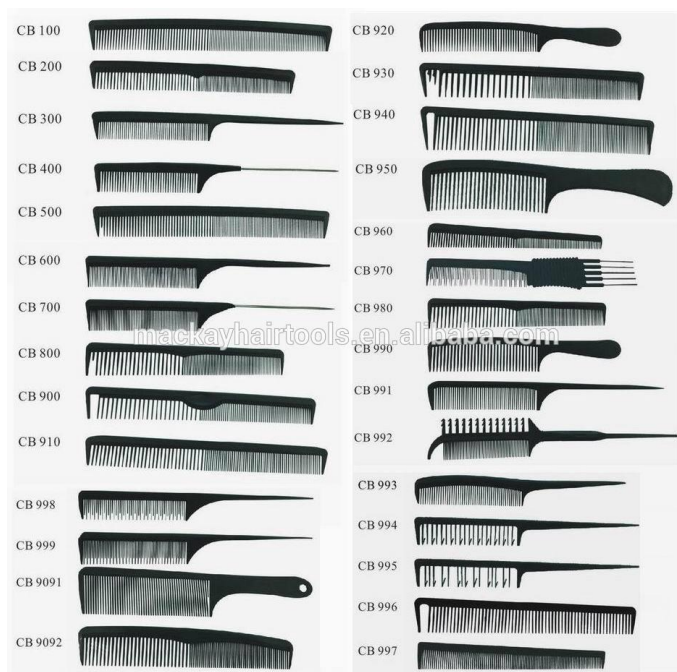 CB 100
CB 200
CB 300
CB 400
CB 500
CB 600
CB 700
CB 800
CB 900
CB 910
CB 998
CB 999
CB 9091
CB 9092
CB 920
CB 930
CB 940
CB 950
CB 960
CB 970
CB 980
CB 990
CB 991
CB 992
CB 993
CB 994
CB 995
CB 996
CB 997
mackayhairtools.en.alibaba.com